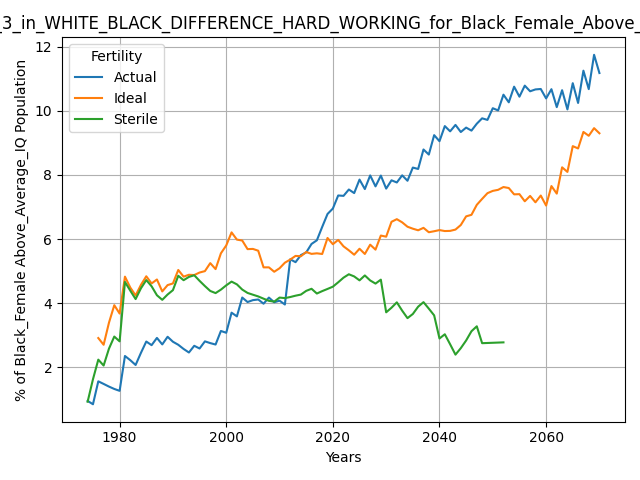 _3_in_WHITE_BLACK_DIFFERENCE_HARD_WORKING_for_Black_Female_Above_
% of Black_Female Above_Average_IQ Population
Fertility
Actual
Ideal
Sterile
12
10
8
6
4
2
1980
2000
2020
2040
2060
Years